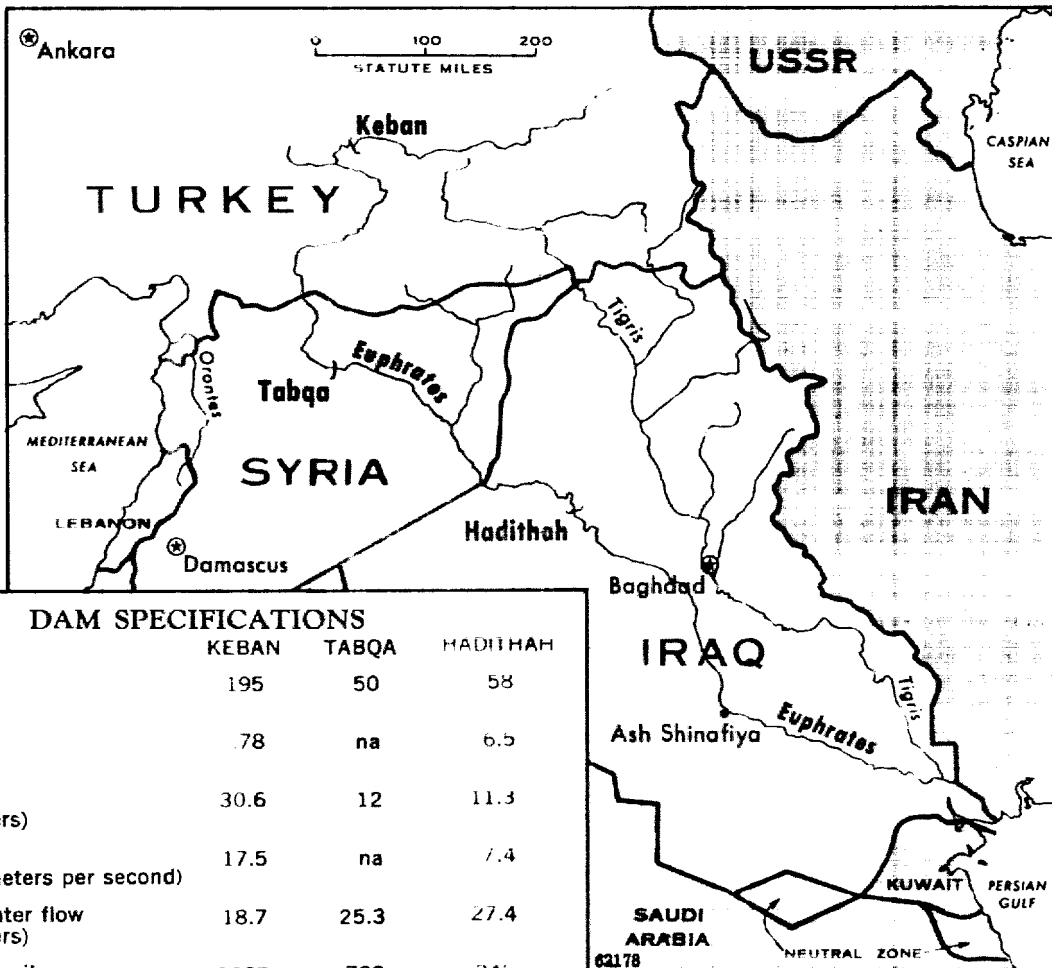 Ankara
0 100 200
STATUTE MILES
USSR
Keban
CASPIAN
SEA
TURKEY
Tigris
Euphrates
Orontes
Tabqa
MEDITERRANEAN
SEA
SYRIA
IRAN
LEBANON
Hadithah
Damascus
Baghdad
IRAQ
Tigris
Ash Shinafiya
Euphrates
DAM SPECIFICATIONS
KEBAN TABQA HADITHAH
195 50 58
.78 na 6.5
30.6 12 11.3
ers)
17.5 na 7.4
eters per second)
ter flow 18.7 25.3 27.4
ers)
KUWAIT
PERSIAN
GULF
SAUDI
ARABIA
NEUTRAL ZONE
62178